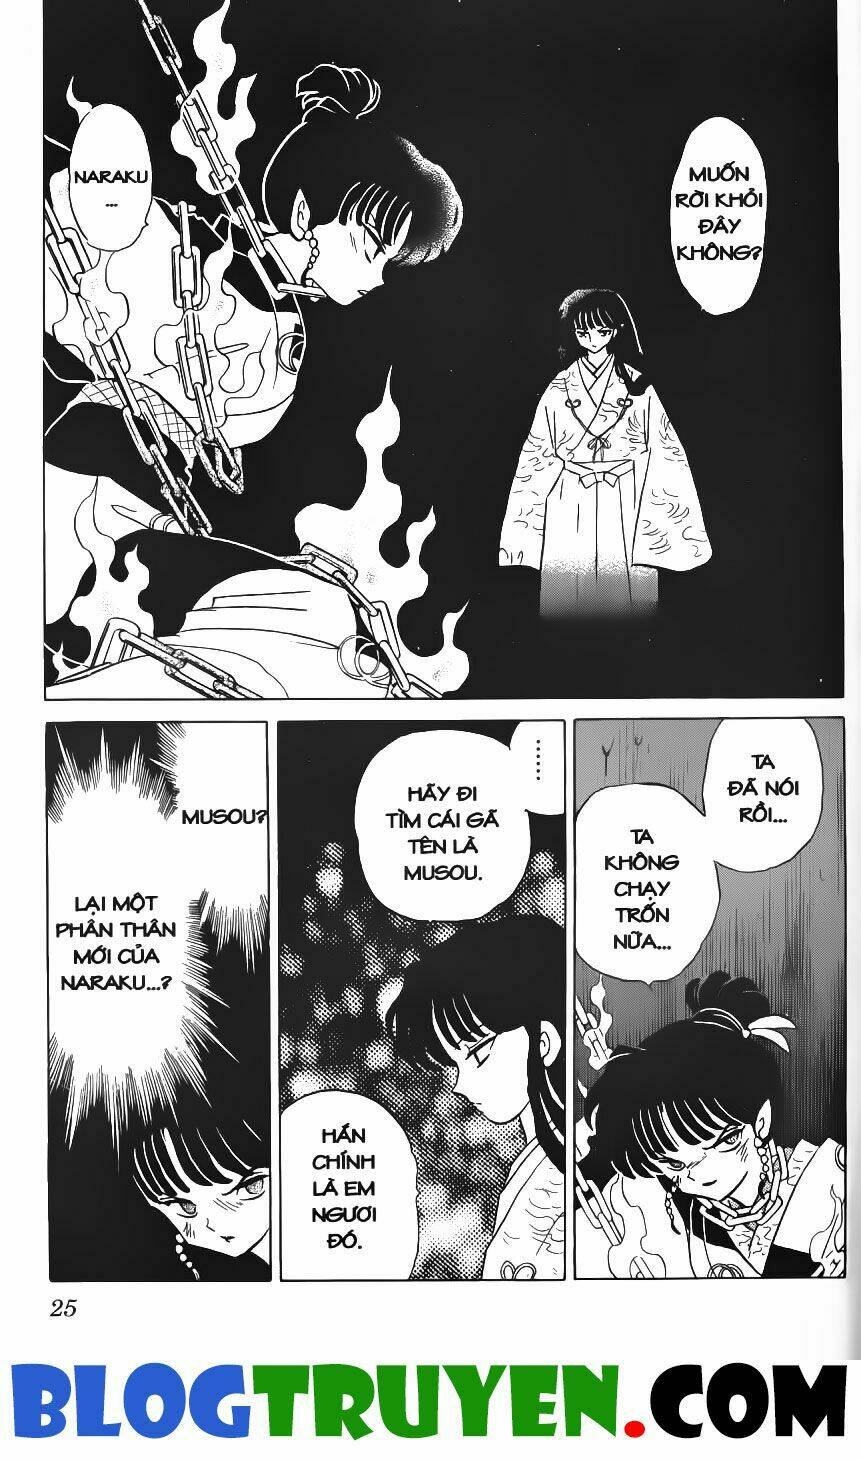 MUỐN
RỜI KHỎI
ĐÂY
KHÔNG?
NARAKU
...
TA
ĐÃ NÓI
RỒI...
TA
KHÔNG
CHẠY
TRỐN
NỮA...
......
HÃY ĐI
TÌM CÁI GÃ
TÊN LÀ
MUSOU.
HẮN
CHÍNH
LÀ EM
NGƯƠI
ĐÓ.
MUSOU?
LẠI MỘT
PHÂN THÂN
MỚI CỦA
NARAKU...?
25
BLOGTRUYEN.COM